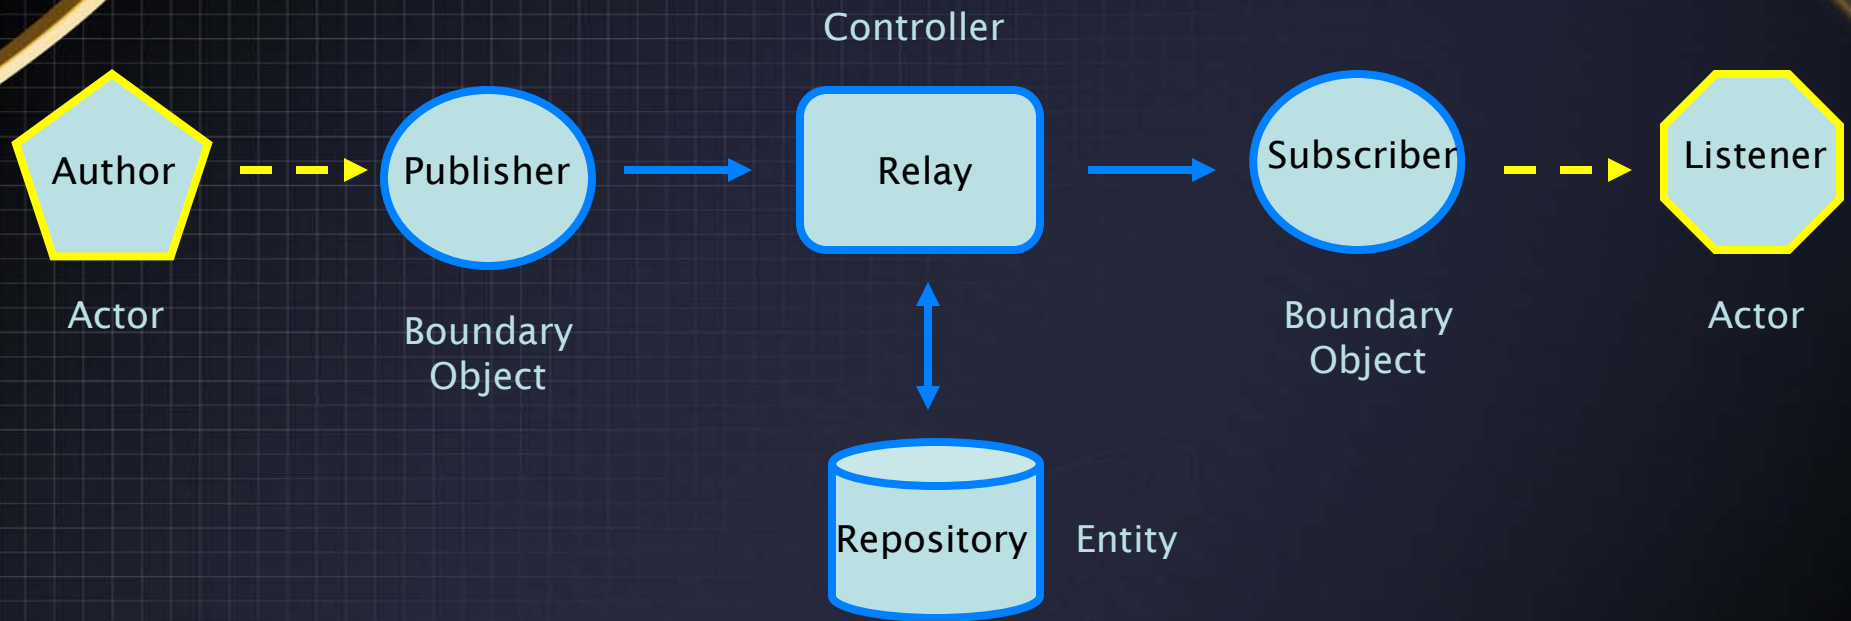 Controller
Author
Publisher
Relay
Subscriber
Listener
Actor
Boundary
Object
Boundary
Object
Actor
Repository
Entity